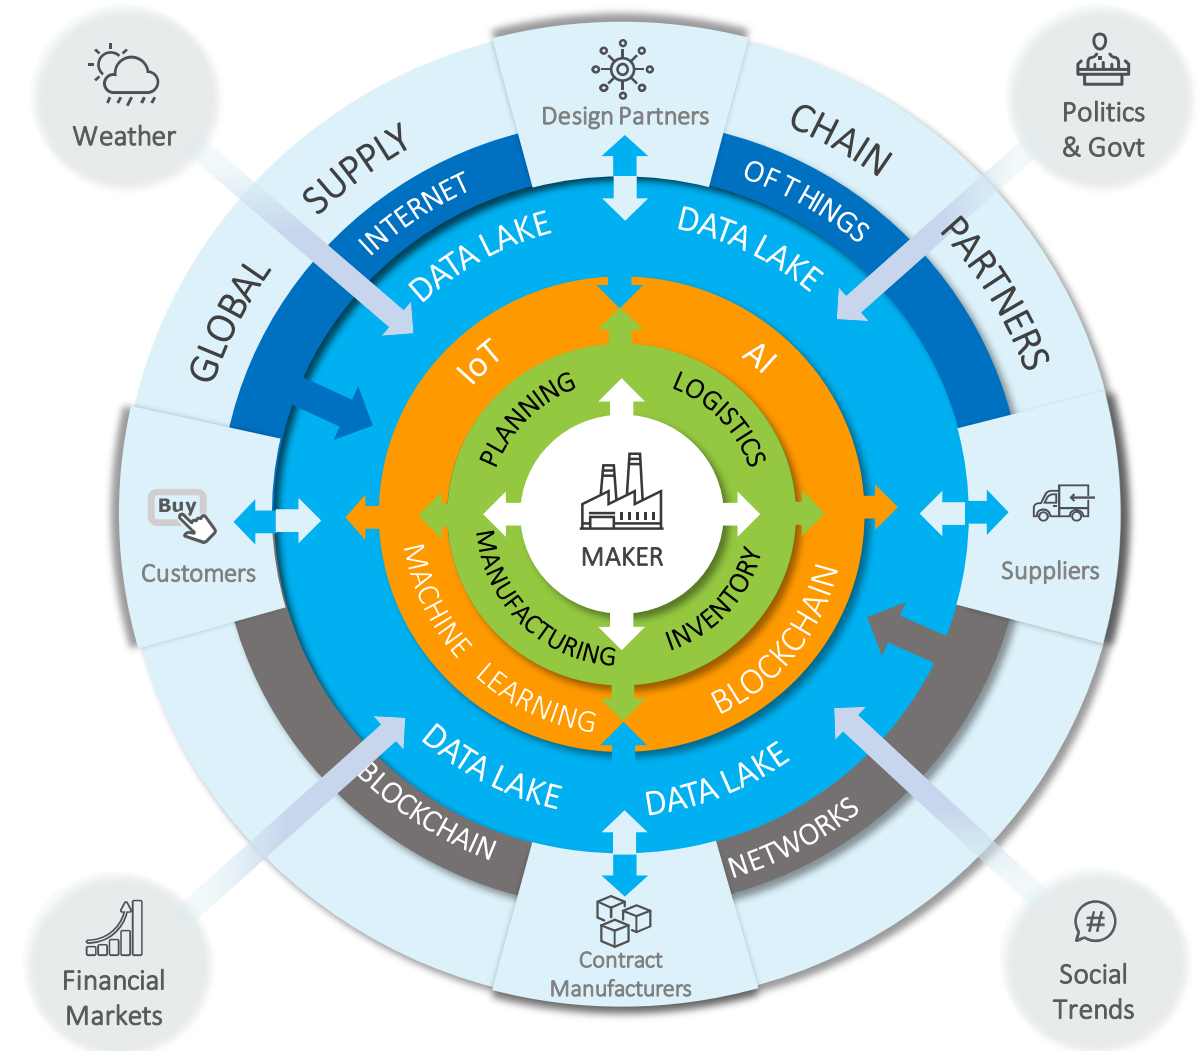 Weather
Design Partners
Politics
& Govt
GLOBAL
SUPPLY
CHAIN
PARTNERS
INTERNET
OF THINGS
DATA LAKE
DATA LAKE
IoT
AI
PLANNING
LOGISTICS
Buy
Customers
MAKER
Suppliers
MANUFACTURING
INVENTORY
MACHINE LEARNING
BLOCKCHAIN
DATA LAKE
DATA LAKE
BLOCKCHAIN
NETWORKS
Contract
Manufacturers
Financial
Markets
#
Social
Trends